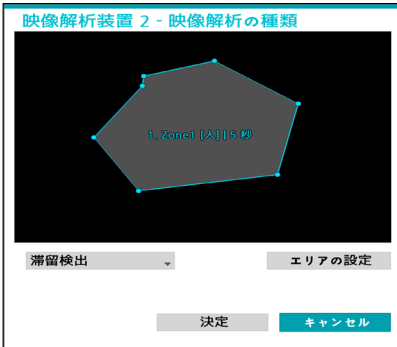 映像解析装置 2 - 映像解析の種類
1. Zone1 [人] | 5 秒
滞留検出
エリアの設定
決定
キャンセル